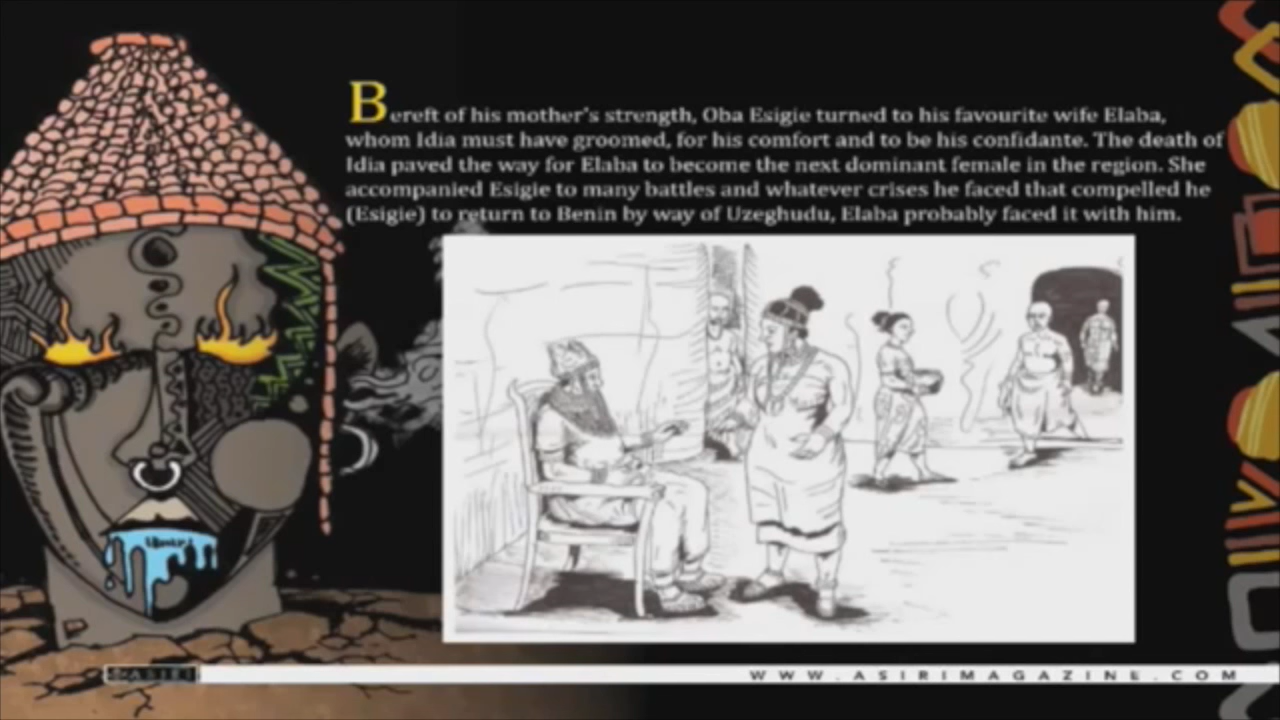 Bereft of his mother's strength, Oba Esigie turned to his favourite wife Elaba,
whom Idia must have groomed, for his comfort and to be his confidante. The death of
Idia paved the way for Elaba to become the next dominant female in the region. She
accompanied Esigie to many battles and whatever crises he faced that compelled he
(Esigie) to return to Benin by way of Uzeghudu, Elaba probably faced it with him.
WWW.ASIRIMAGAZINE.COM